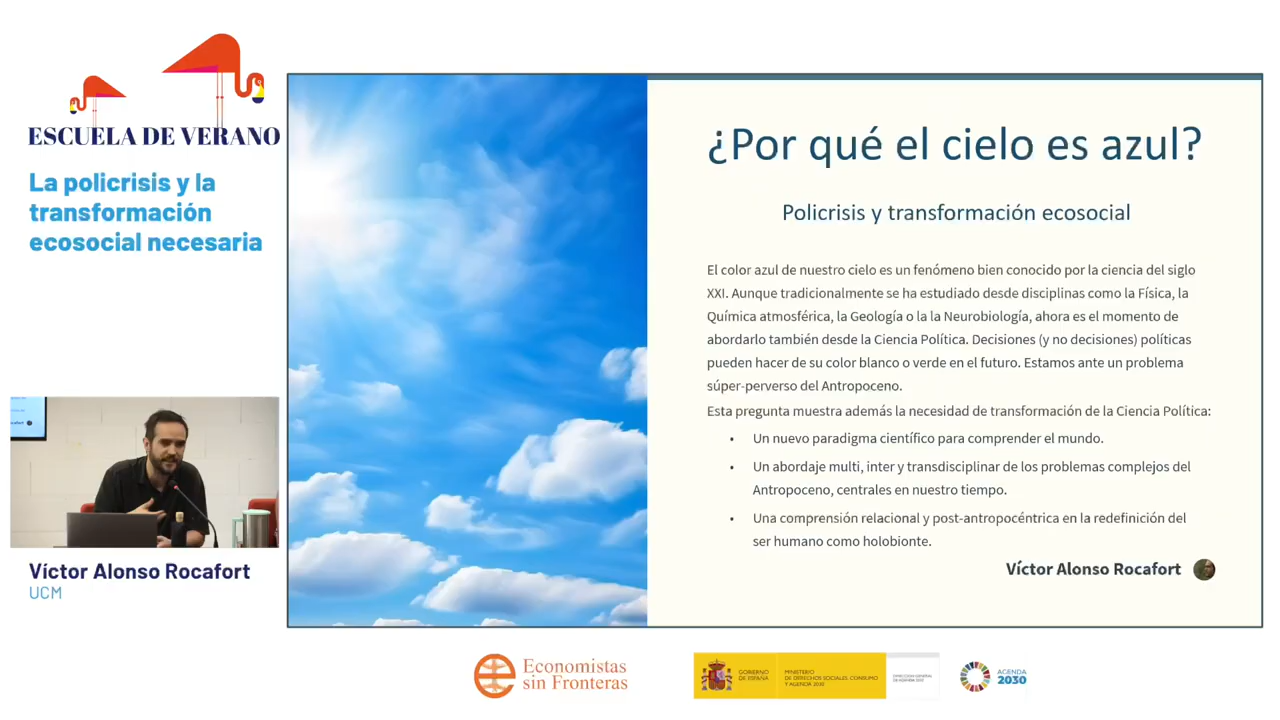 ESCUELA DE VERANO
La policrisis y la
transformación
ecosocial necesaria
¿Por qué el cielo es azul?
Policrisis y transformación ecosocial
El color azul de nuestro cielo es un fenómeno bien conocido por la ciencia del siglo
XXI. Aunque tradicionalmente se ha estudiado desde disciplinas como la Física, la
Química atmosférica, la Geología o la la Neurobiología, ahora es el momento de
abordarlo también desde la Ciencia Política. Decisiones (y no decisiones) políticas
pueden hacer de su color blanco o verde en el futuro. Estamos ante un problema
súper-perverso del Antropoceno.
Esta pregunta muestra además la necesidad de transformación de la Ciencia Política:
• Un nuevo paradigma científico para comprender el mundo.
• Un abordaje multi, inter y transdisciplinar de los problemas complejos del
Antropoceno, centrales en nuestro tiempo.
• Una comprensión relacional y post-antropocéntrica en la redefinición del
ser humano como holobionte.
Víctor Alonso Rocafort
Víctor Alonso Rocafort
UCM
Economistas
sin Fronteras
GOBIERNO
DE ESPAÑA
MINISTERIO
DE DERECHOS SOCIALES, CONSUMO
Y AGENDA 2030
AGENDA
2030